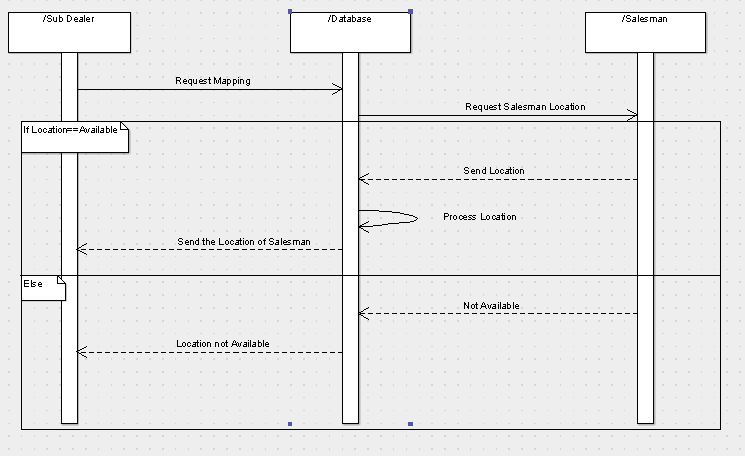 /Sub Dealer
/Database
/Salesman
Request Mapping
Request Salesman Location
If Location==Available
Send Location
Process Location
Send the Location of Salesman
Else
Not Available
Location not Available